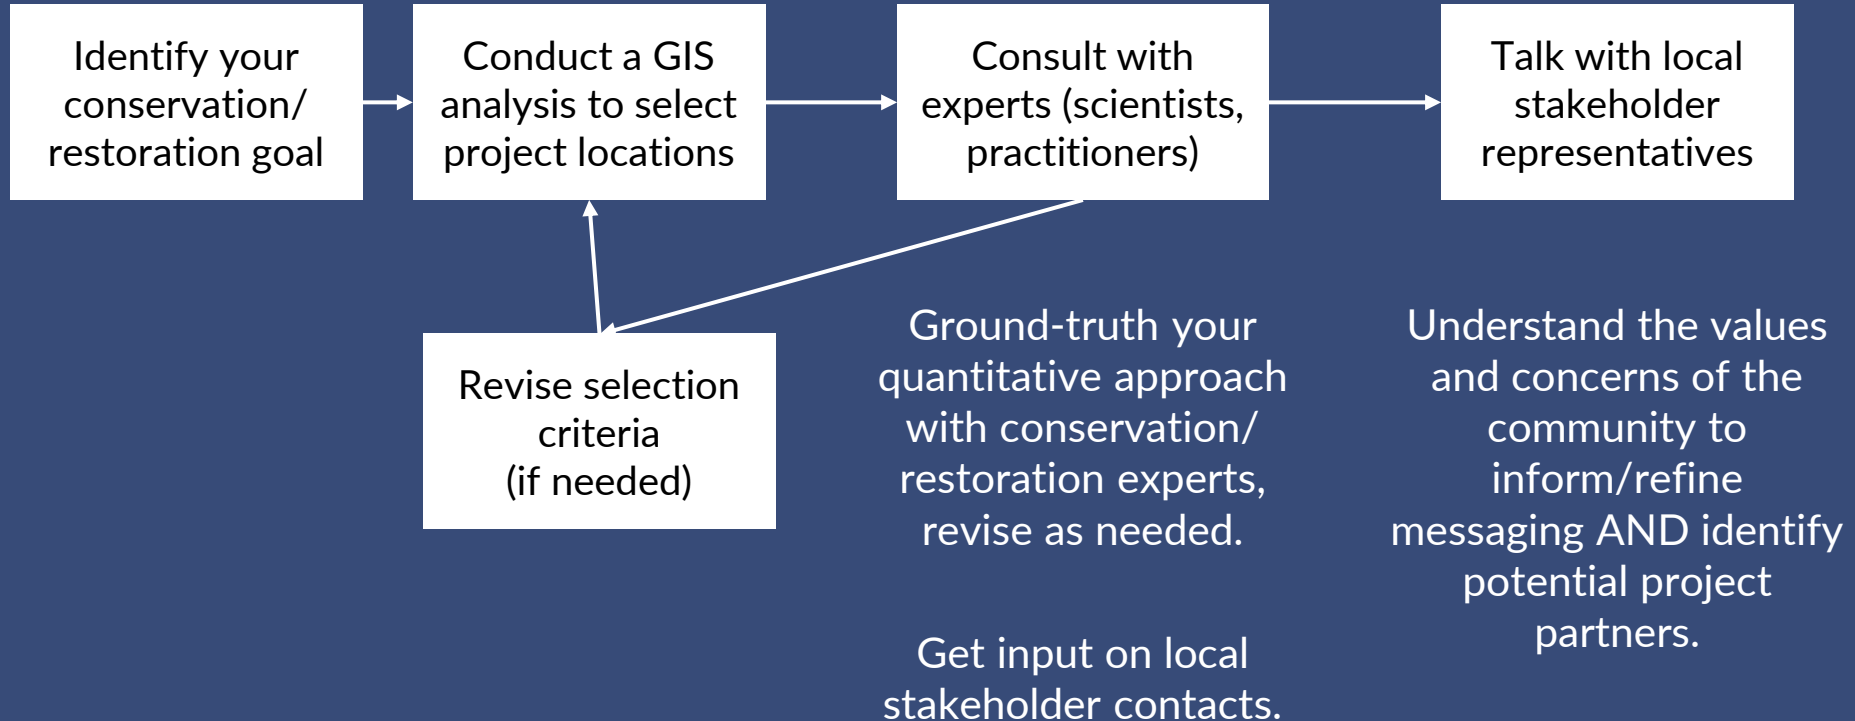 Identify your
conservation/
restoration goal
Conduct a GIS
analysis to select
project locations
Consult with
experts (scientists,
practitioners)
Talk with local
stakeholder
representatives
Revise selection
criteria
(if needed)
Ground-truth your
quantitative approach
with conservation/
restoration experts,
revise as needed.
Get input on local
stakeholder contacts.
Understand the values
and concerns of the
community to
inform/refine
messaging AND identify
potential project
partners.